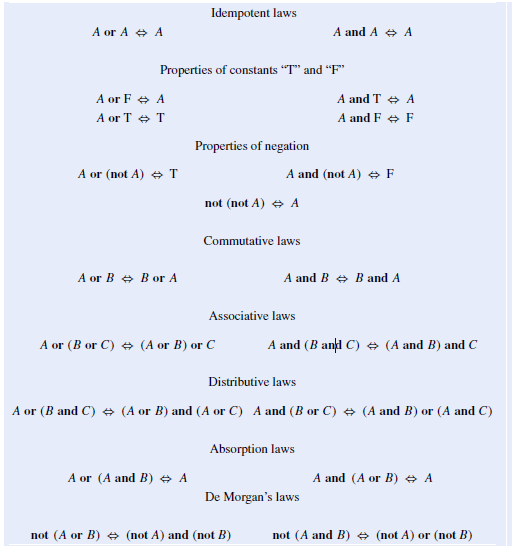 Idempotent laws
A or A ⇔ A A and A ⇔ A
Properties of constants “T” and “F”
A or F ⇔ A A and T ⇔ A
A or T ⇔ T A and F ⇔ F
Properties of negation
A or (not A) ⇔ T A and (not A) ⇔ F
not (not A) ⇔ A
Commutative laws
A or B ⇔ B or A A and B ⇔ B and A
Associative laws
A or (B or C) ⇔ (A or B) or C A and (B and C) ⇔ (A and B) and C
Distributive laws
A or (B and C) ⇔ (A or B) and (A or C) A and (B or C) ⇔ (A and B) or (A and C)
Absorption laws
A or (A and B) ⇔ A A and (A or B) ⇔ A
De Morgan’s laws
not (A or B) ⇔ (not A) and (not B) not (A and B) ⇔ (not A) or (not B)